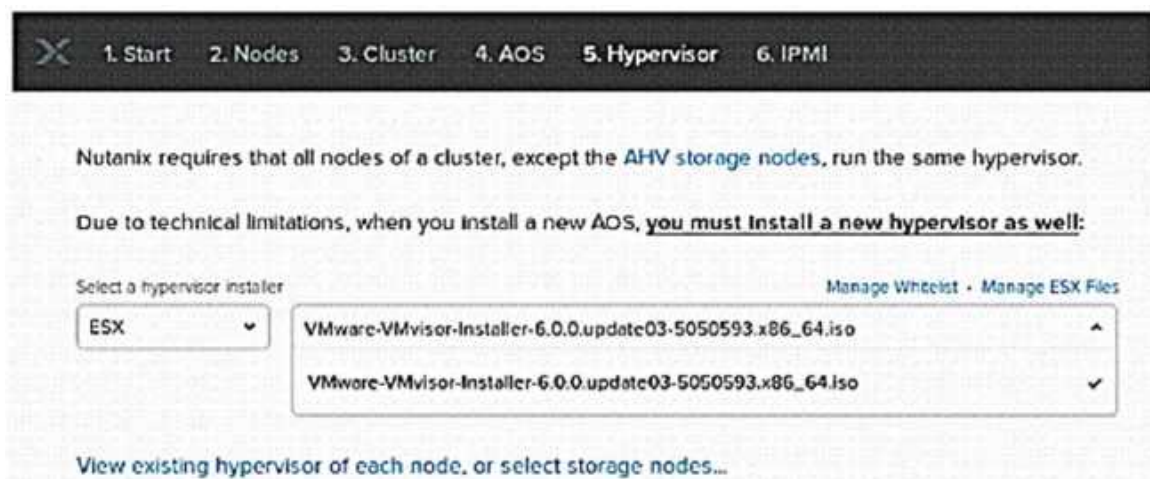 1. Start 2. Nodes 3. Cluster 4. AOS 5. Hypervisor 6. IPMI
Nutanix requires that all nodes of a cluster, except the AHV storage nodes, run the same hypervisor.
Due to technical limitations, when you install a new AOS, you must install a new hypervisor as well:
Select a hypervisor installer
Manage Whitelist • Manage ESX Files
ESX
VMware-VMvisor-Installer-6.0.0.update03-5050593.x86_64.iso
VMware-VMvisor-Installer-6.0.0.update03-5050593.x86_64.iso
View existing hypervisor of each node, or select storage nodes...